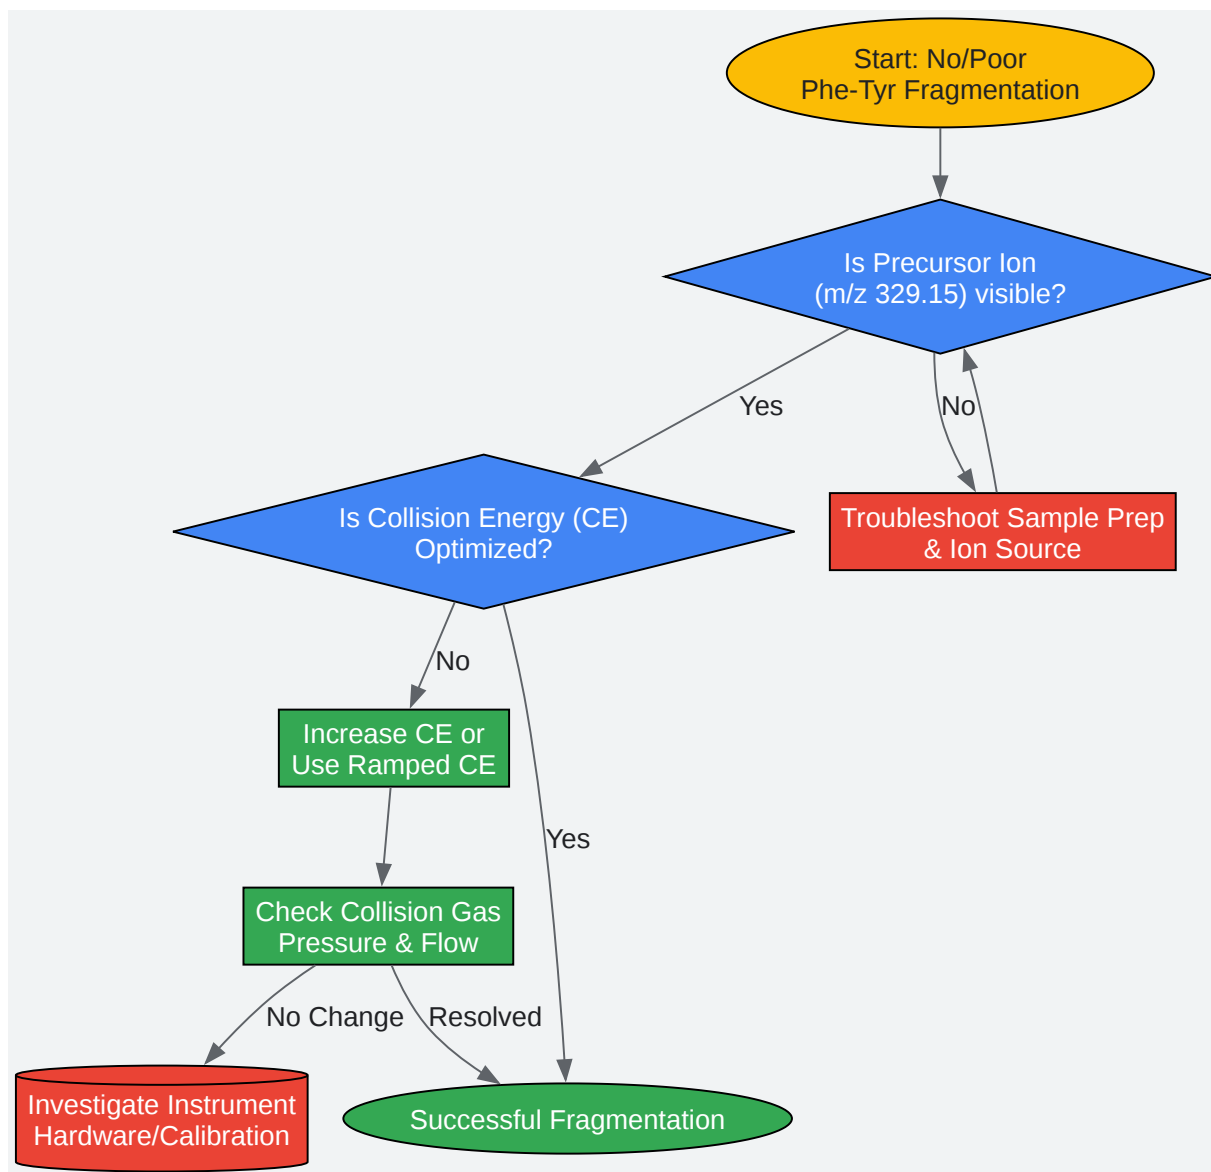 Start: No/Poor
Phe-Tyr Fragmentation
Is Precursor Ion
(m/z 329.15) visible?
Yes
No
Is Collision Energy (CE)
Optimized?
Troubleshoot Sample Prep
& Ion Source
No
Increase CE or
Use Ramped CE
Yes
Check Collision Gas
Pressure & Flow
No Change
Resolved
Investigate Instrument
Hardware/Calibration
Successful Fragmentation